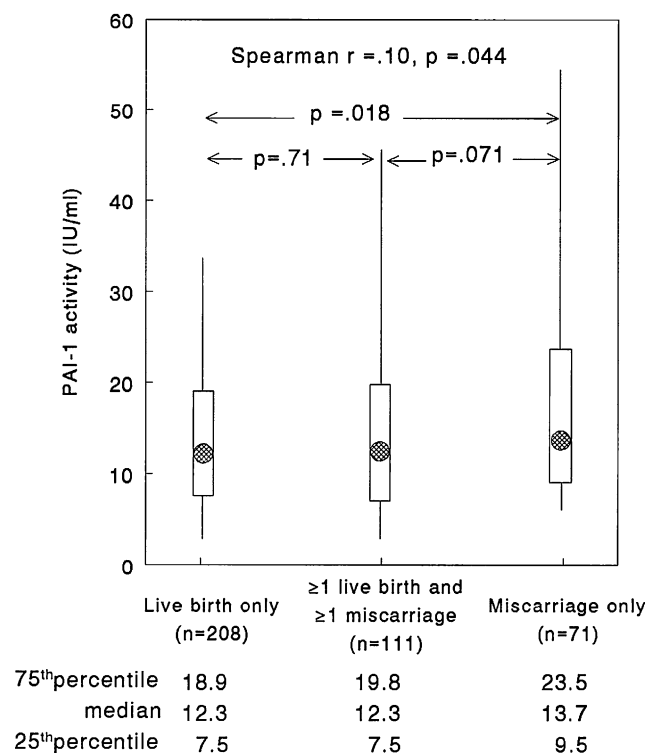 60
Spearman r =.10, p =.044
50
p =.018
p=.71
p=.071
40
PAI-1 activity (IU/ml)
30
20
10
0
Live birth only
(n=208)
≥1 live birth and
≥1 miscarriage
(n=111)
Miscarriage only
(n=71)
75thpercentile 18.9 19.8 23.5
median 12.3 12.3 13.7
25thpercentile 7.5 7.5 9.5